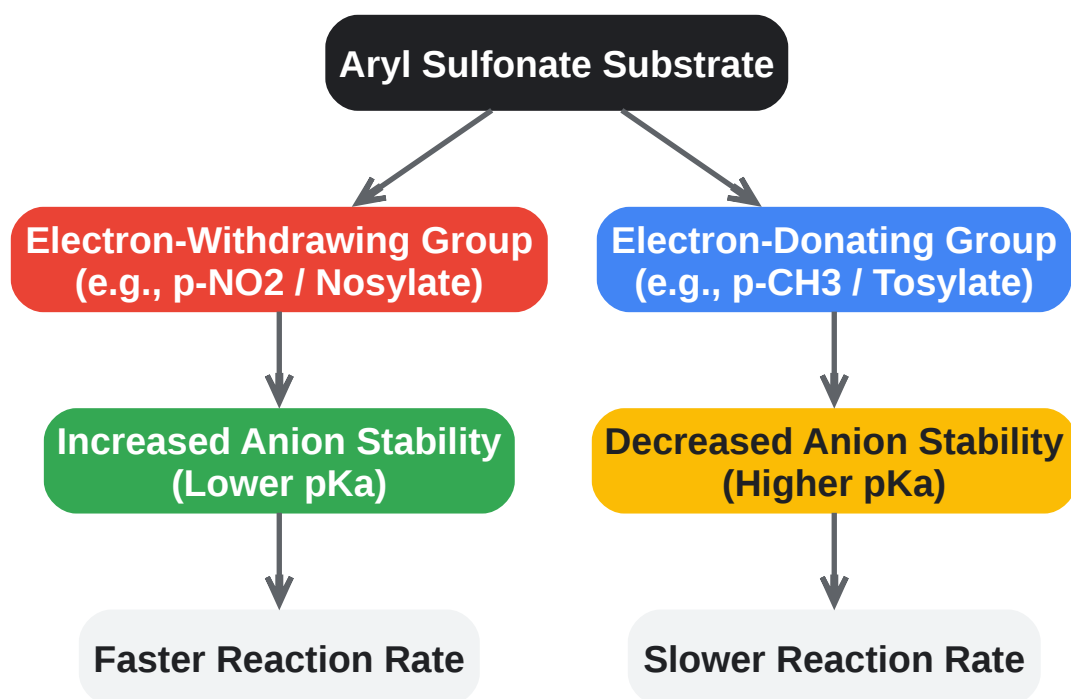 Aryl Sulfonate Substrate
Electron-Withdrawing Group
(e.g., p-NO2 / Nosylate)
Electron-Donating Group
(e.g., p-CH3 / Tosylate)
Increased Anion Stability
(Lower pKa)
Decreased Anion Stability
(Higher pKa)
Faster Reaction Rate
Slower Reaction Rate